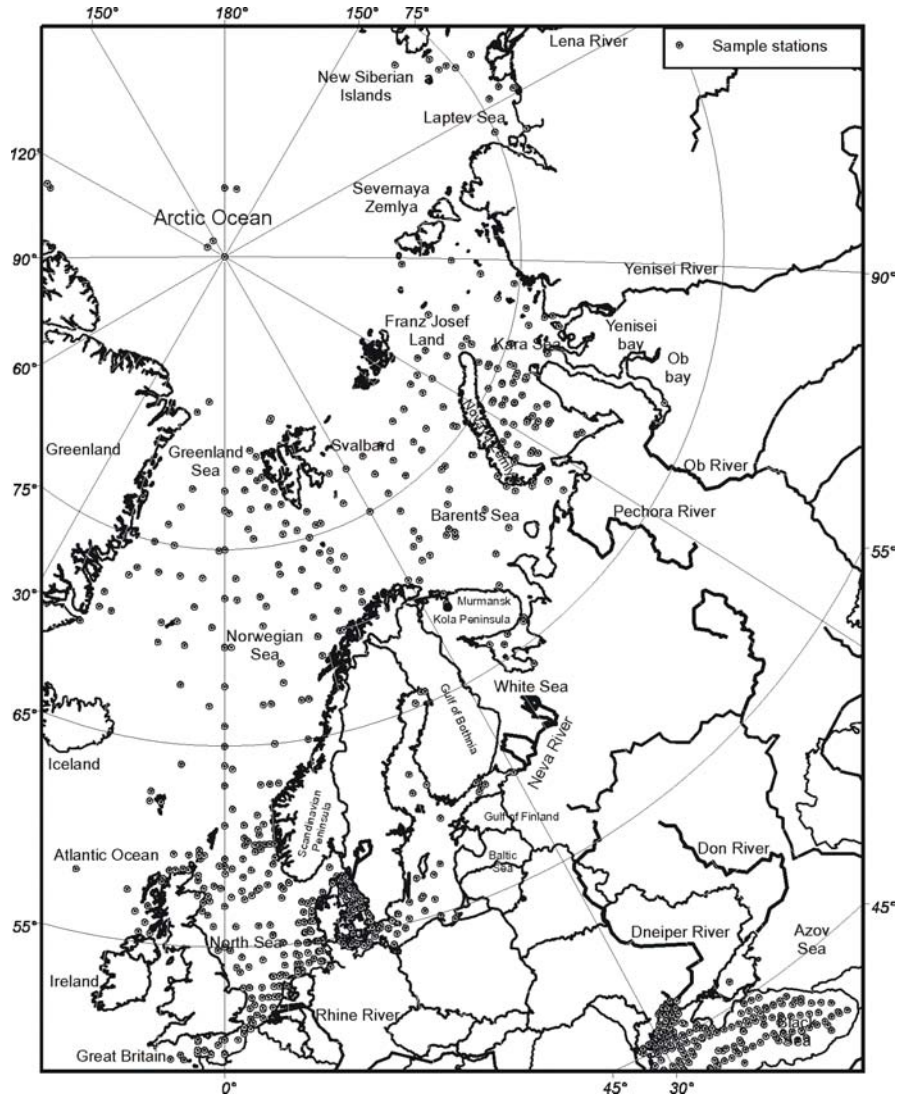 150°
180°
150°
75°
Lena River
Sample stations
New Siberian
Islands
Laptev Sea
120°
Severnaya
Zemlya
Arctic Ocean
90°
Yenisei River
90°
Franz Josef
Land
Kara Sea
Yenisei
bay
Ob
bay
60°
Greenland
Greenland
Sea
Svalbard
Ob River
75°
Barents Sea
Pechora River
55°
30°
Murmansk
Kola Peninsula
Norwegian
Sea
White Sea
Gulf of Bothnia
65°
Neva River
Iceland
Scandinavian
Peninsula
Gulf of Finland
Don River
Atlantic Ocean
Baltic
Sea
45°
Dneiper River
Azov
Sea
55°
North Sea
Ireland
Rhine River
Black
Sea
Great Britain
0°
45°
30°